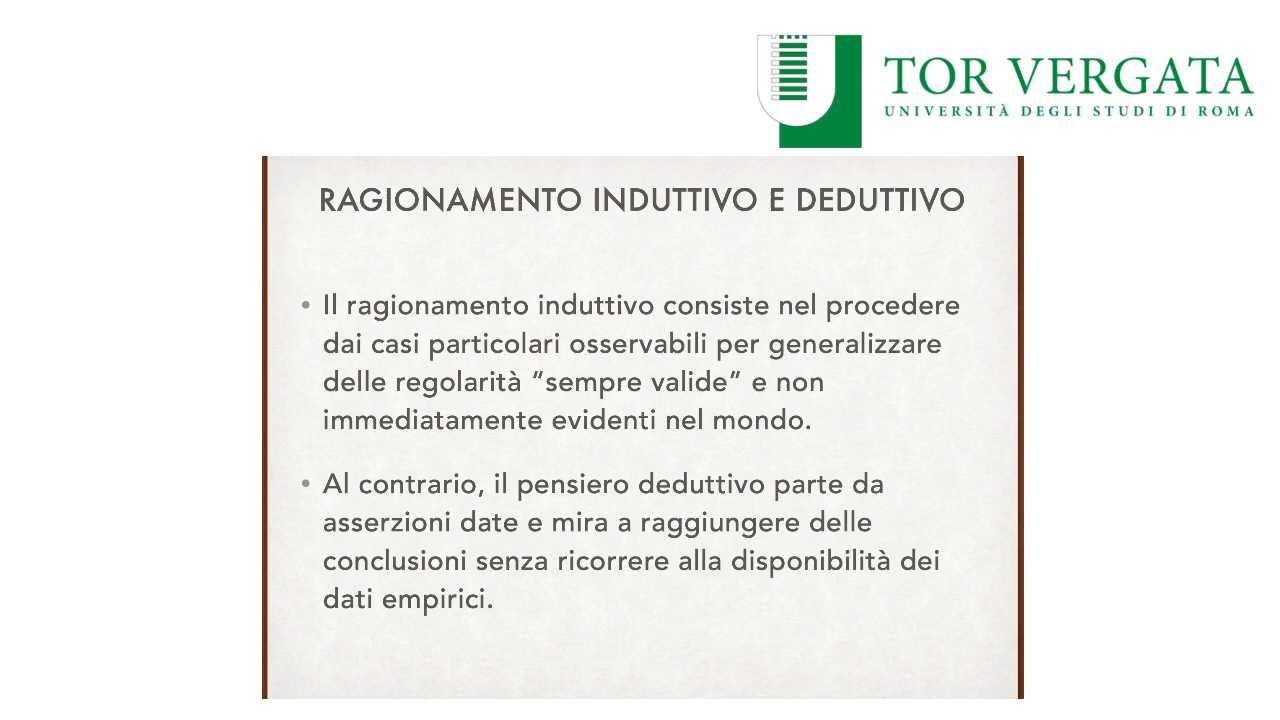 TOR VERGATA
UNIVERSITÀ DEGLI STUDI DI ROMA
RAGIONAMENTO INDUTTIVO E DEDUTTIVO
• Il ragionamento induttivo consiste nel procedere
dai casi particolari osservabili per generalizzare
delle regolarità “sempre valide” e non
immediatamente evidenti nel mondo.
• Al contrario, il pensiero deduttivo parte da
asserzioni date e mira a raggiungere delle
conclusioni senza ricorrere alla disponibilità dei
dati empirici.